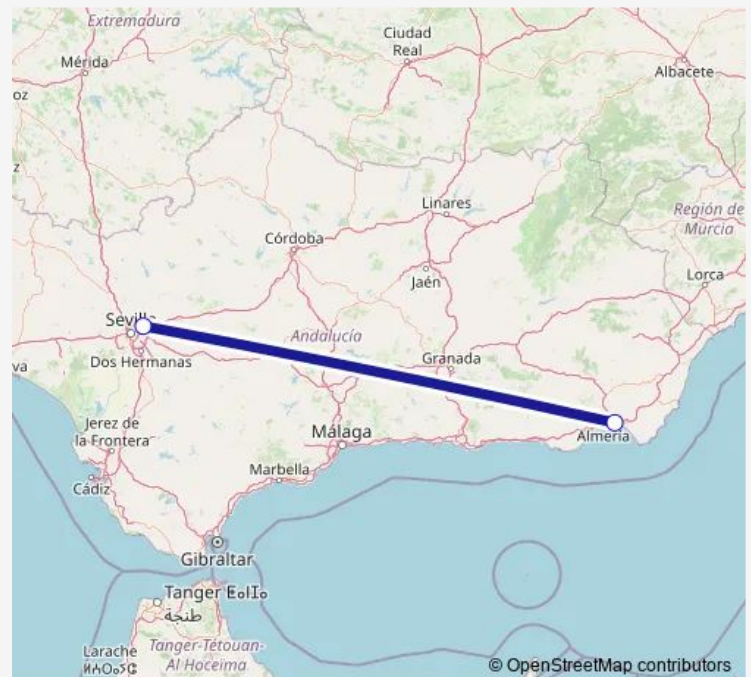 Extremadura
Ciudad
Real
Mérida
Albacete
oz
z
Linares
Región de
Murcia
Córdoba
Jaén
Lorca
Sevilla
Andalucía
Dos Hermanas
Granada
va
Jerez de
la Frontera
Málaga
Almería
Marbella
Cádiz
Gibraltar
Tanger ⵟⴰⵏⵊⴰ
طنجة
Tanger-Tétouan-
Al Hoceima
Larache
© OpenStreetMap contributors